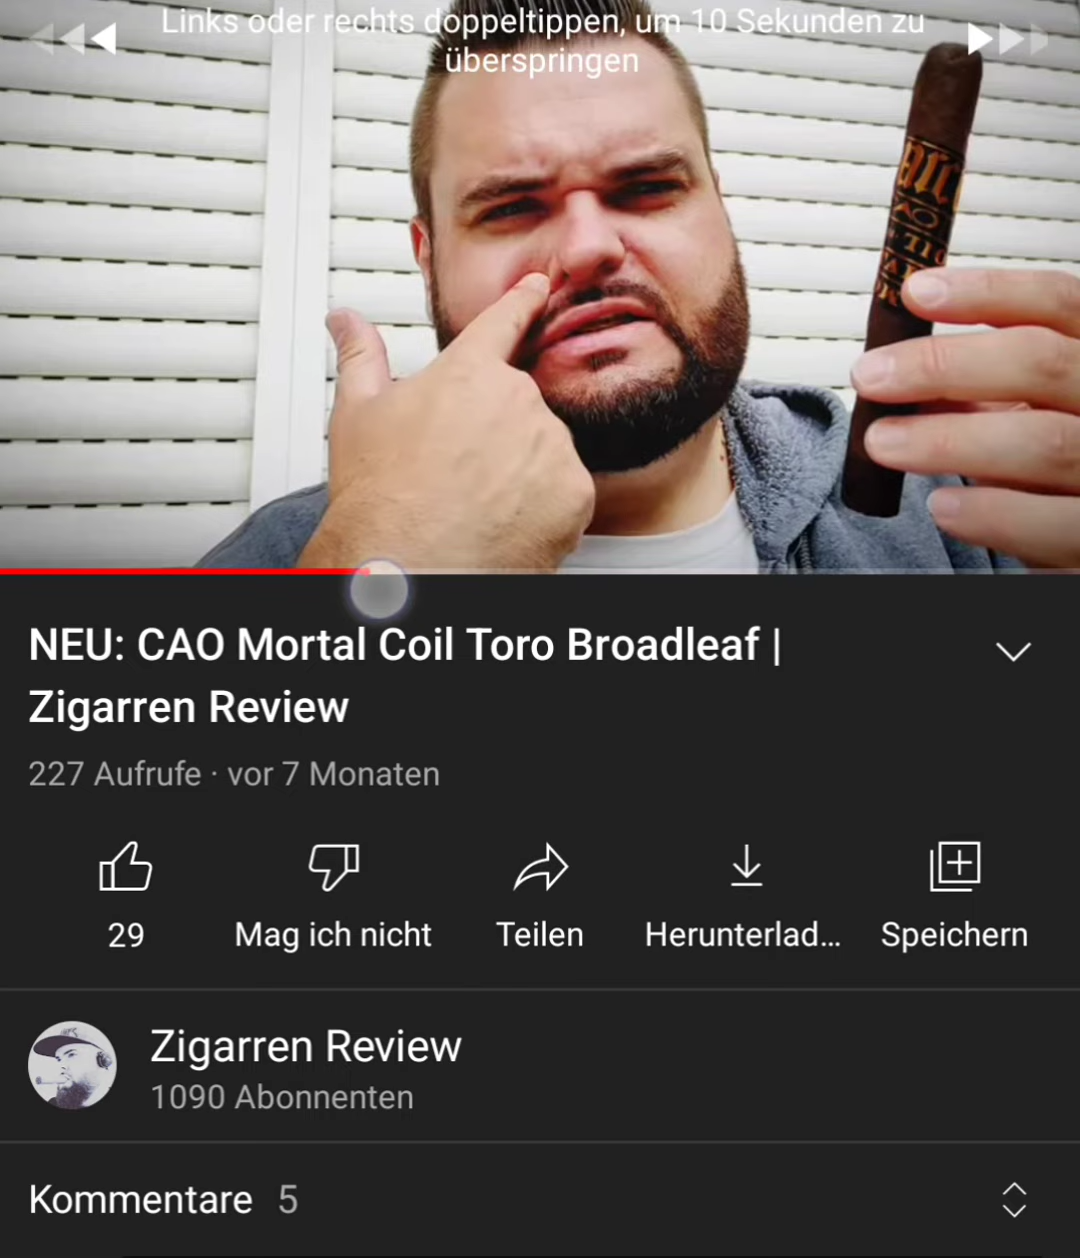 Links oder rechts doppeltippen, um 10 Sekunden zu
überspringen
CAO
NEU: CAO Mortal Coil Toro Broadleaf |
Zigarren Review
227 Aufrufe · vor 7 Monaten
29
Mag ich nicht
Teilen
Herunterlad...
Speichern
Zigarren Review
1090 Abonnenten
Kommentare 5